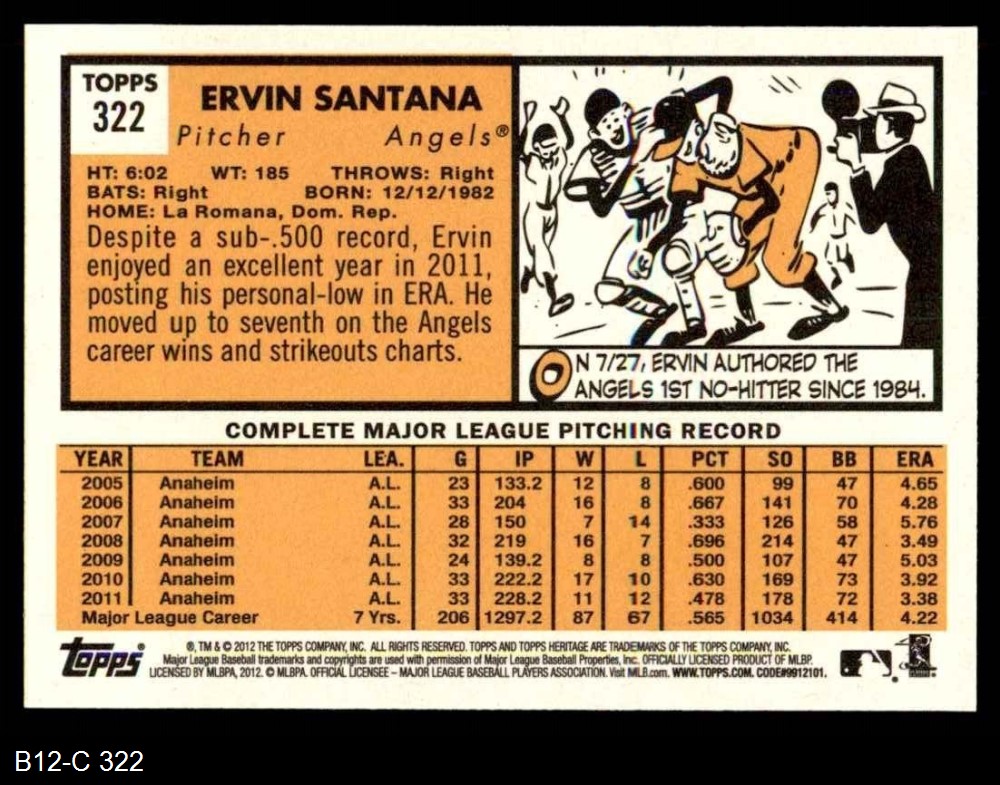 TOPPS
322
ERVIN SANTANA
Pitcher Angels®
HT: 6:02 WT: 185 THROWS: Right
BATS: Right BORN: 12/12/1982
HOME: La Romana, Dom. Rep.
Despite a sub-.500 record, Ervin
enjoyed an excellent year in 2011,
posting his personal-low in ERA. He
moved up to seventh on the Angels
career wins and strikeouts charts.
ON 7/27, ERVIN AUTHORED THE
ANGELS 1ST NO-HITTER SINCE 1984.
COMPLETE MAJOR LEAGUE PITCHING RECORD
YEAR TEAM LEA. G IP W L PCT SO BB ERA
2005 Anaheim A.L. 23 133.2 12 8 .600 99 47 4.65
2006 Anaheim A.L. 33 204 16 8 .667 141 70 4.28
2007 Anaheim A.L. 28 150 7 14 .333 126 58 5.76
2008 Anaheim A.L. 32 219 16 7 .696 214 47 3.49
2009 Anaheim A.L. 24 139.2 8 8 .500 107 47 5.03
2010 Anaheim A.L. 33 222.2 17 10 .630 169 73 3.92
2011 Anaheim A.L. 33 228.2 11 12 .478 178 72 3.38
Major League Career 7 Yrs. 206 1297.2 87 67 .565 1034 414 4.22
Topps
®, TM & © 2012 THE TOPPS COMPANY, INC. ALL RIGHTS RESERVED. TOPPS AND TOPPS HERITAGE ARE TRADEMARKS OF THE TOPPS COMPANY, INC.
Major League Baseball trademarks and copyrights are used with permission of Major League Baseball Properties, Inc. OFFICIALLY LICENSED PRODUCT OF MLBP.
LICENSED BY MLBPA, 2012. © MLBPA. OFFICIAL LICENSEE – MAJOR LEAGUE BASEBALL PLAYERS ASSOCIATION. Visit MLB.com. WWW.TOPPS.COM. CODE#9912101.
B12-C 322